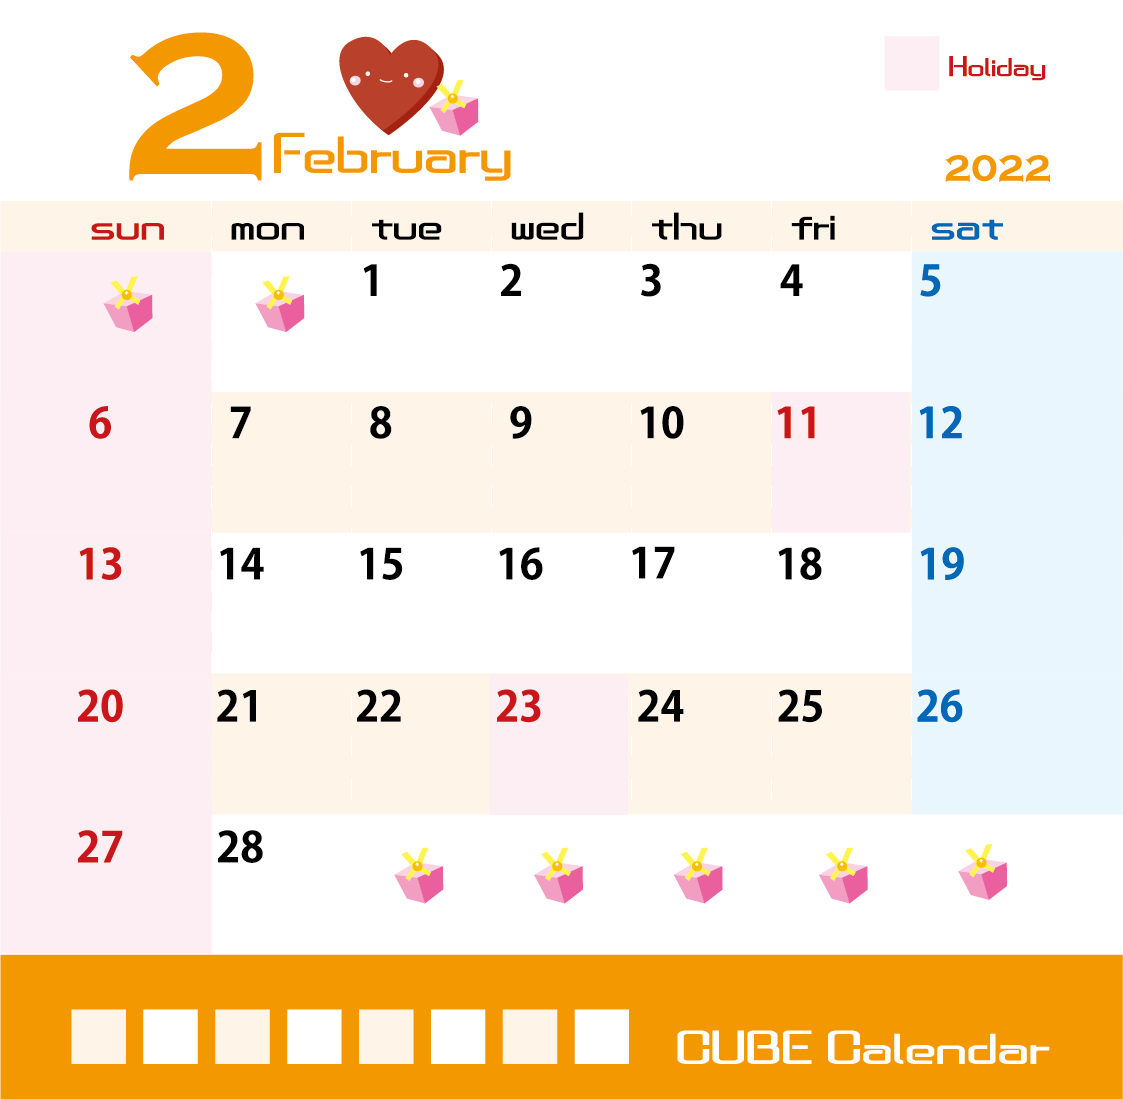 2 February
Holiday
2022
sun mon tue wed thu fri sat
1 2 3 4 5
6 7 8 9 10 11 12
13 14 15 16 17 18 19
20 21 22 23 24 25 26
27 28
CUBE Calendar